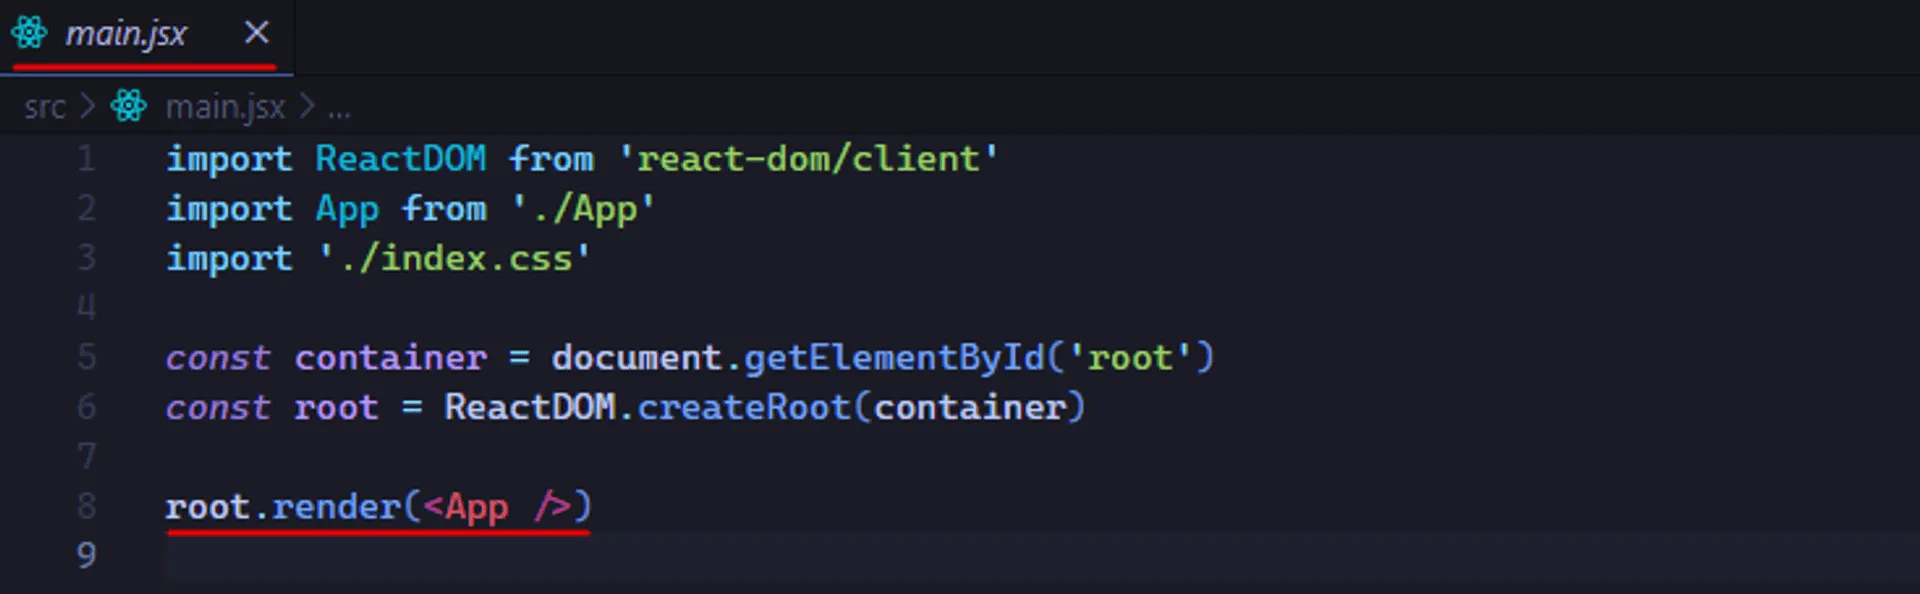 main.jsx ×
src > main.jsx > ...
1 import ReactDOM from 'react-dom/client'
2 import App from './App'
3 import './index.css'
4
5 const container = document.getElementById('root')
6 const root = ReactDOM.createRoot(container)
7
8 root.render(<App />)
9